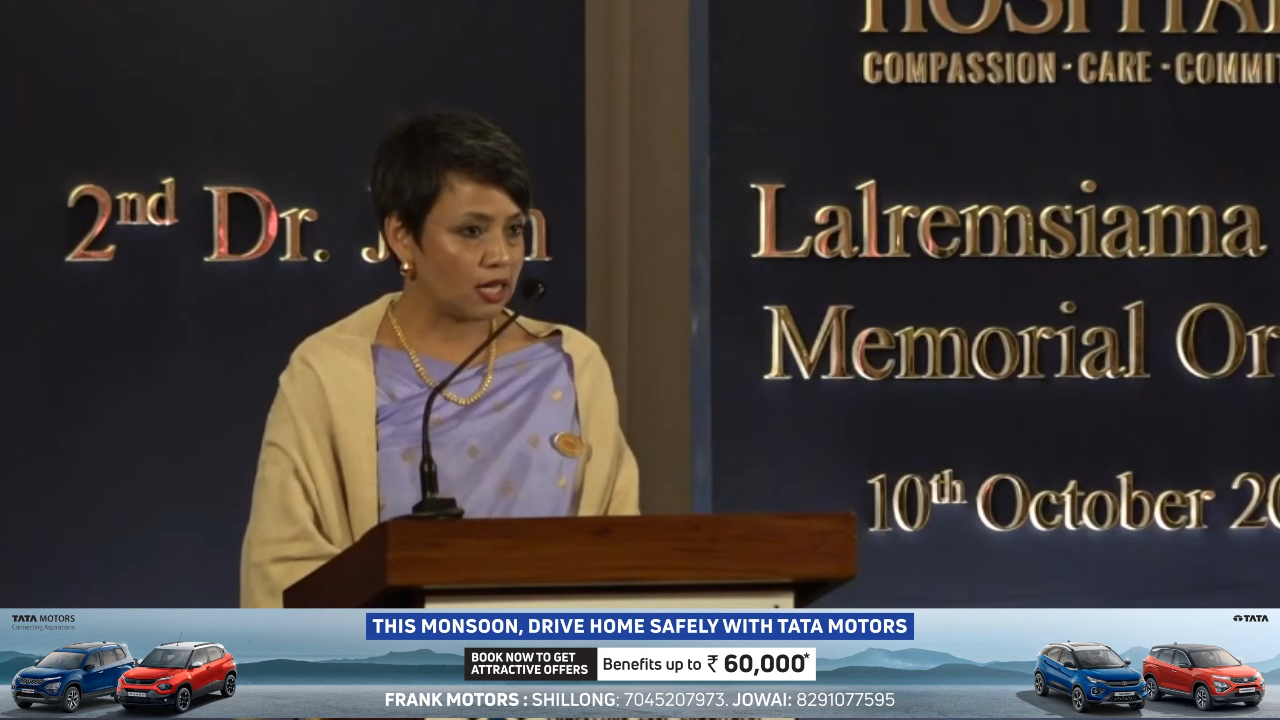 HOSPITAL
COMPASSION · CARE · COMMIT
2nd Dr. J n
Lalremsiama
Memorial Or
10th October 20
TATA MOTORS
Connecting Aspirations
THIS MONSOON, DRIVE HOME SAFELY WITH TATA MOTORS
TATA
BOOK NOW TO GET
ATTRACTIVE OFFERS
Benefits up to ₹ 60,000*
FRANK MOTORS : SHILLONG: 7045207973. JOWAI: 8291077595